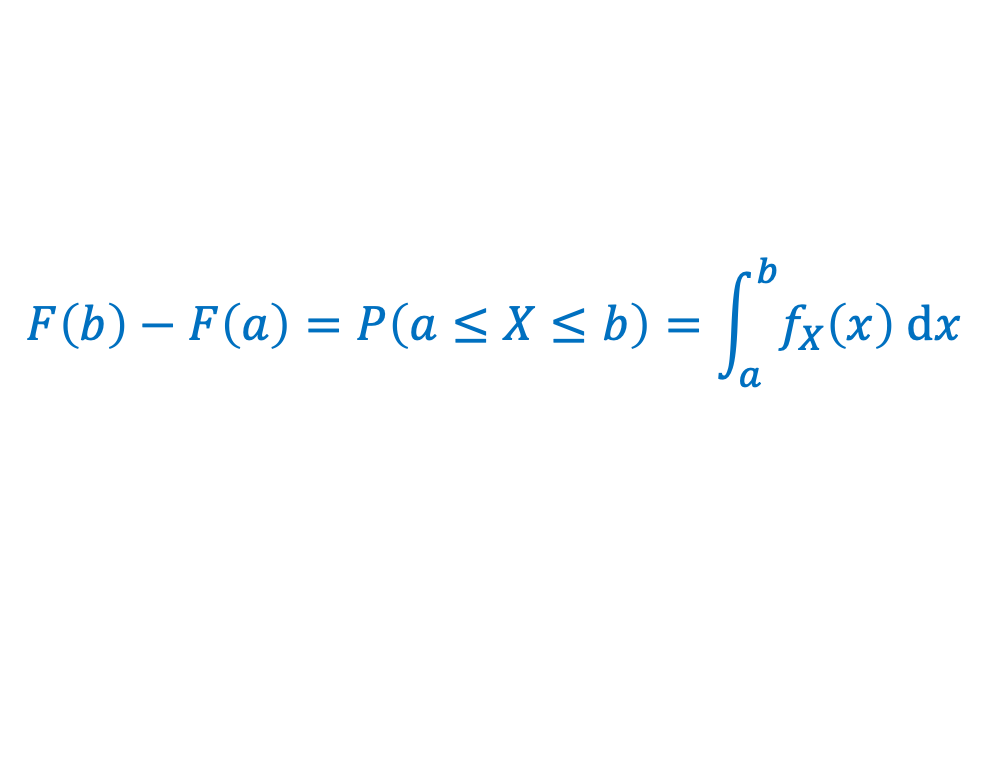 F(b) − F(a) = P(a ≤ X ≤ b) = ∫_a^b f_X(x) dx